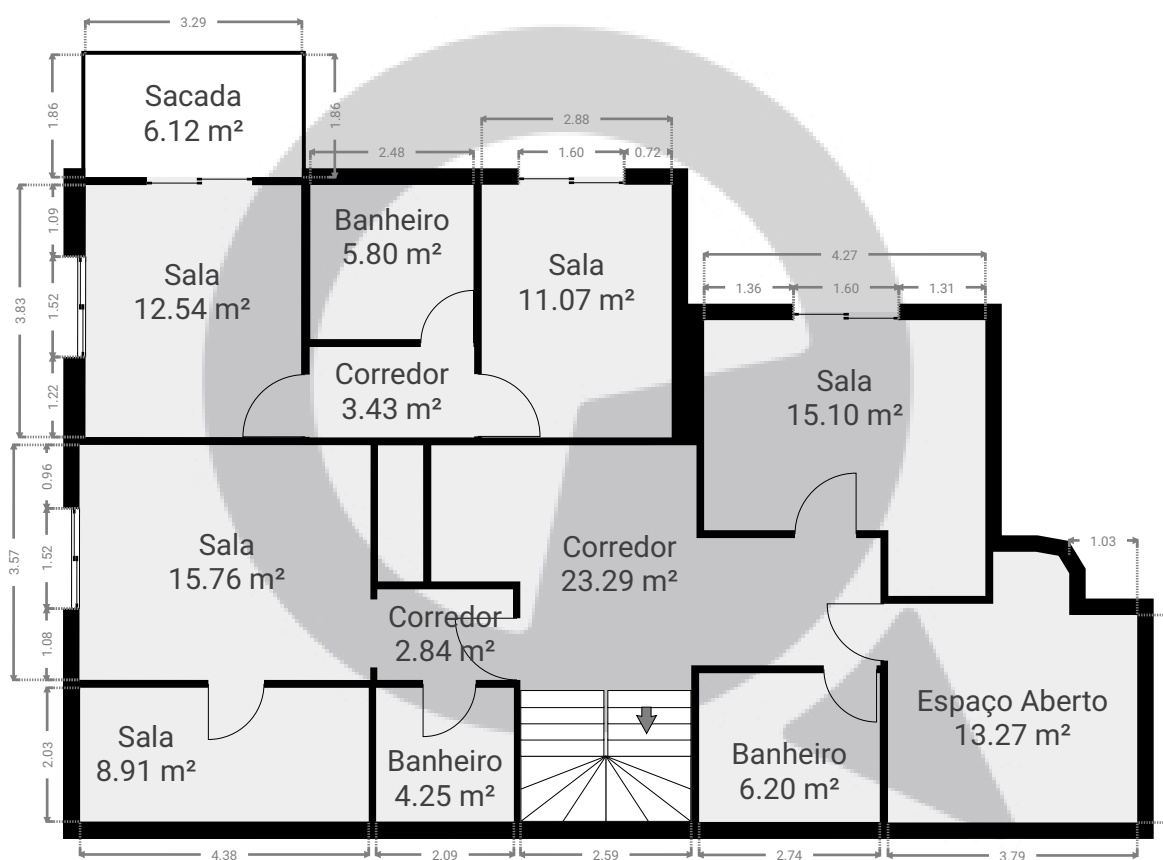 3.29
Sacada
6.12 m²
1.86
1.86
2.88
2.48
1.60
0.72
Banheiro
5.80 m²
Sala
12.54 m²
Sala
11.07 m²
1.09
1.52
3.83
1.22
4.27
1.36
1.60
1.31
Corredor
3.43 m²
Sala
15.10 m²
0.96
1.52
3.57
1.08
Sala
15.76 m²
Corredor
23.29 m²
1.03
Corredor
2.84 m²
Espaço Aberto
13.27 m²
2.03
Sala
8.91 m²
Banheiro
4.25 m²
Banheiro
6.20 m²
4.38
2.09
2.59
2.74
3.79